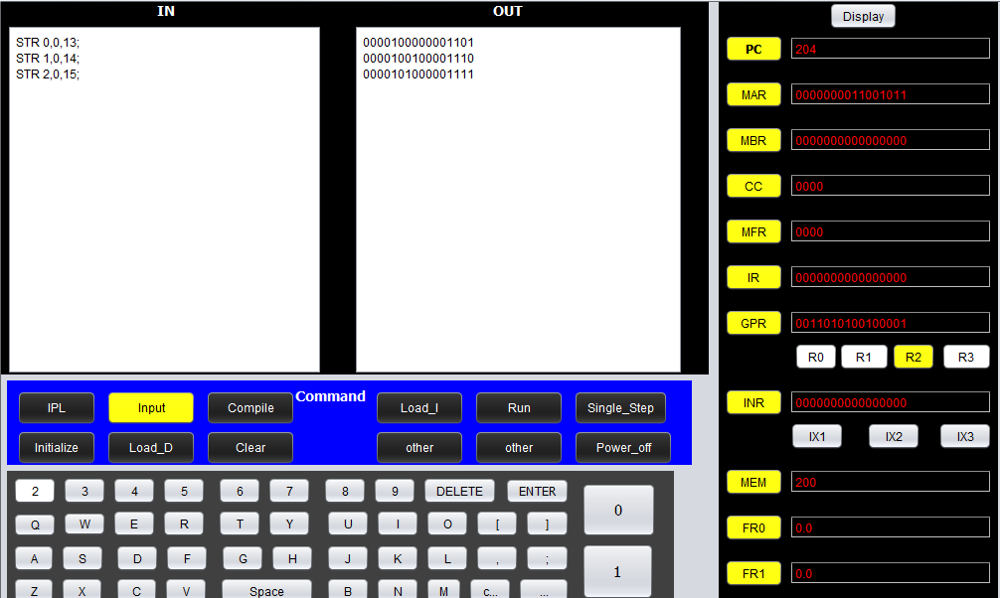 IN OUT
STR 0,0,13;
STR 1,0,14;
STR 2,0,15;
0000100000001101
0000100100001110
0000101000001111
Display
PC 204
MAR 0000000011001011
MBR 0000000000000000
CC 0000
MFR 0000
IR 0000000000000000
GPR 0011010100100001
R0 R1 R2 R3
INR 0000000000000000
IX1 IX2 IX3
MEM 200
FR0 0.0
FR1 0.0
Command
IPL Input Compile Load_I Run Single_Step
Initialize Load_D Clear other other Power_off
2 3 4 5 6 7 8 9 DELETE ENTER 0
Q W E R T Y U I O [ ]
A S D F G H J K L , ; 1
Z X C V Space B N M c... ...